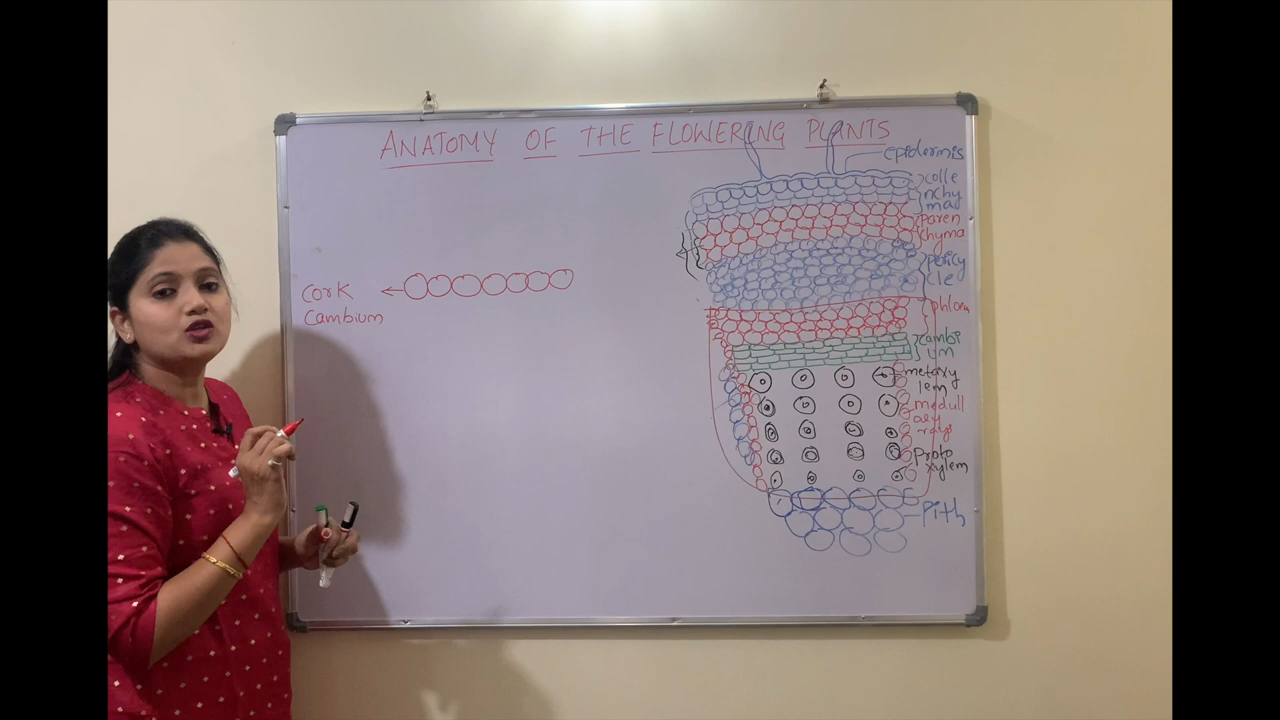 ANATOMY OF THE FLOWERING PLANTS
epidermis
colle
nchy
ma
paren
chyma
pericy
cle
phloem
cambi
um
metaxy
lem
medull
ary
rays
proto
xylem
Pith
Cork
Cambium